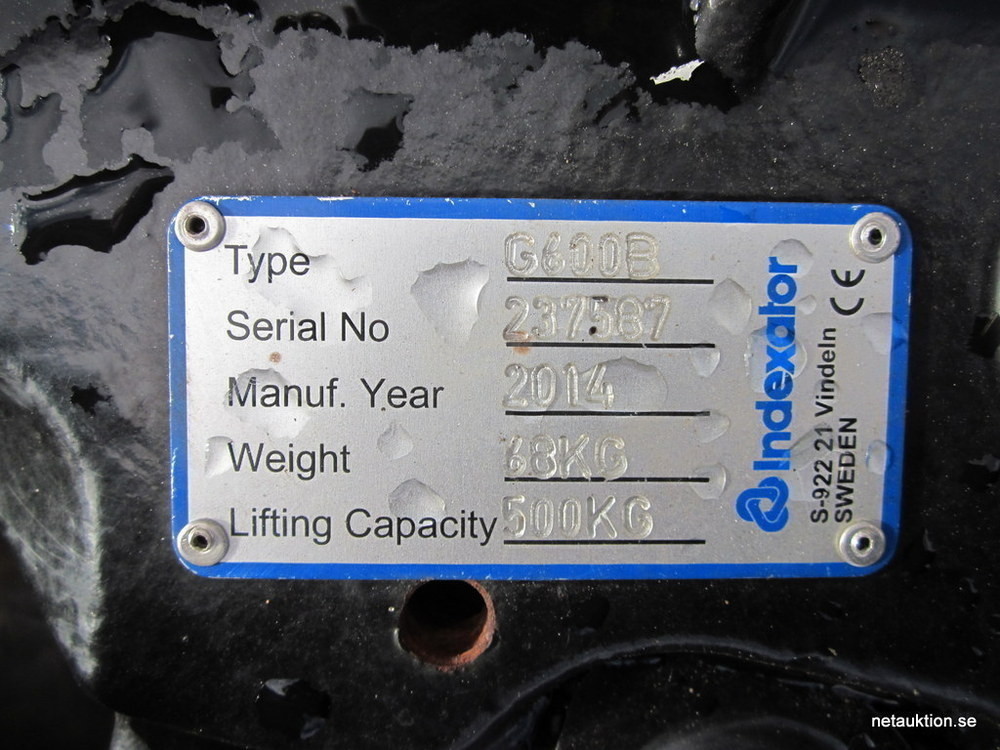 Type G600B
Serial No 237587
Manuf. Year 2014
Weight 68KG
Lifting Capacity 500KG
Indexator
S-922 21 Vindeln CE
SWEDEN
netauktion.se